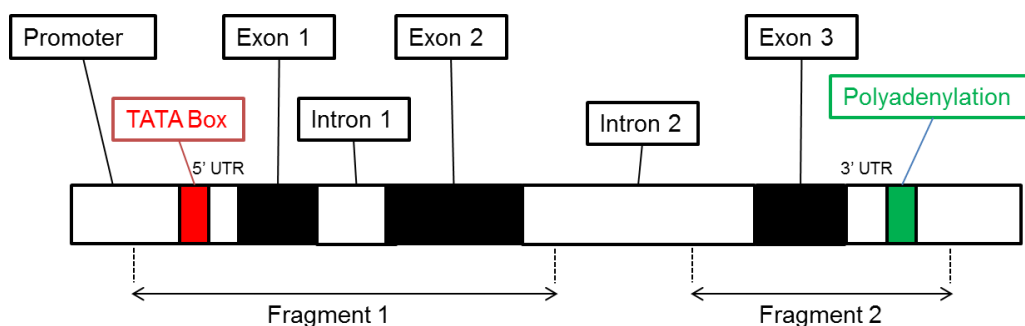 Promoter
Exon 1
Exon 2
Exon 3
TATA Box
Intron 1
Intron 2
Polyadenylation
5’ UTR
3’ UTR
Fragment 1
Fragment 2